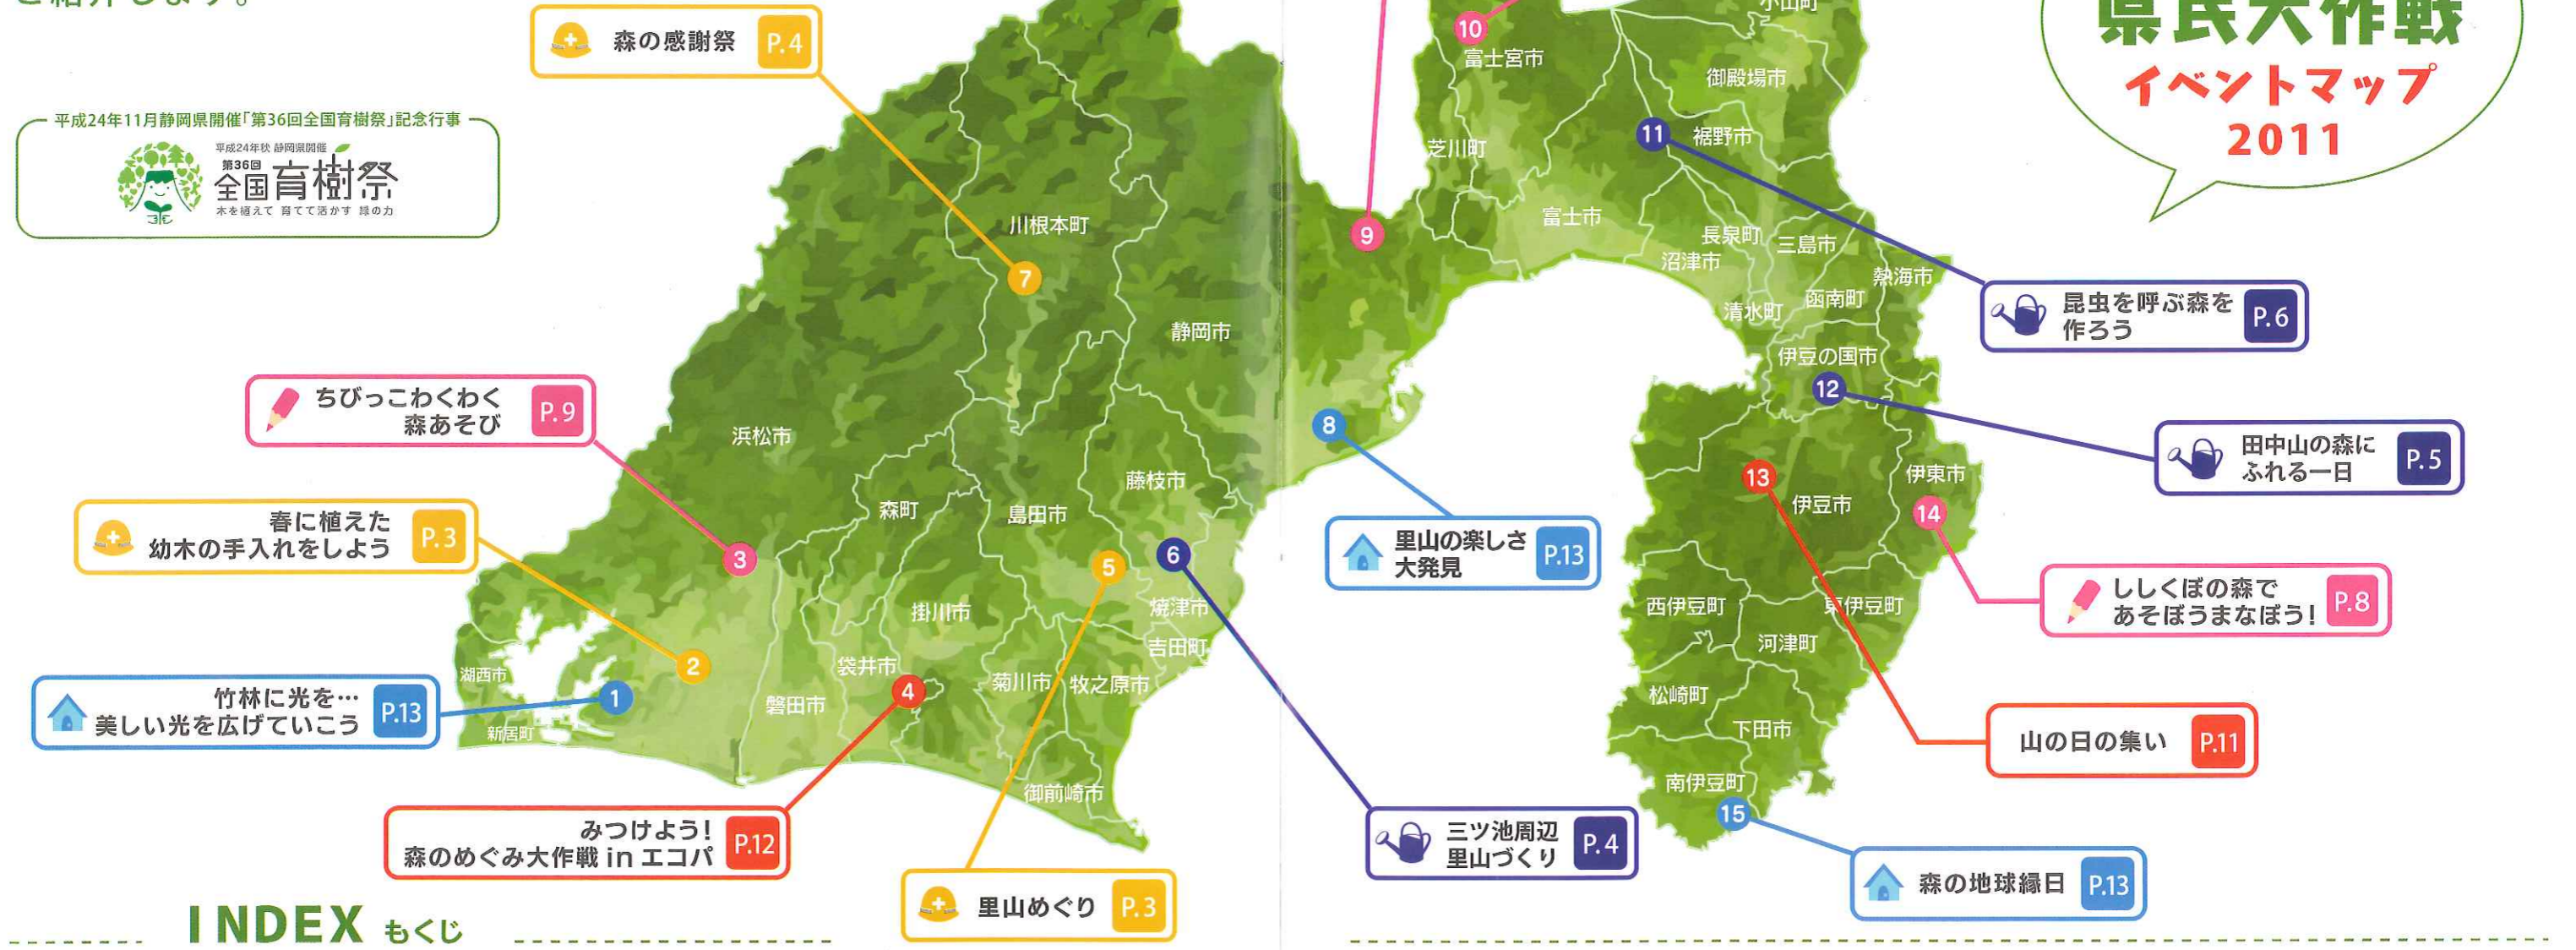 ご紹介します。
県民大作戦
イベントマップ
2011
平成24年11月静岡県開催「第36回全国育樹祭」記念行事
平成24年秋 静岡県開催
第36回
全国育樹祭
木を植えて 育てて活かす 緑の力
森の感謝祭 P.4
ちびっこわくわく
森あそび P.9
春に植えた
幼木の手入れをしよう P.3
竹林に光を…
美しい光を広げていこう P.13
みつけよう!
森のめぐみ大作戦 in エコパ P.12
里山めぐり P.3
三ツ池周辺
里山づくり P.4
里山の楽しさ
大発見 P.13
昆虫を呼ぶ森を
作ろう P.6
田中山の森に
ふれる一日 P.5
ししくぼの森で
あそぼうまなぼう! P.8
山の日の集い P.11
森の地球縁日 P.13
小山町
10
富士宮市
御殿場市
11
裾野市
芝川町
富士市
9
長泉町
三島市
沼津市
熱海市
函南町
清水町
伊豆の国市
12
川根本町
7
静岡市
8
浜松市
藤枝市
森町
島田市
3
5
6
焼津市
掛川市
吉田町
湖西市
2
袋井市
4
菊川市
牧之原市
1
磐田市
新居町
御前崎市
13
伊東市
伊豆市
14
西伊豆町
東伊豆町
河津町
松崎町
下田市
南伊豆町
15
INDEX もくじ